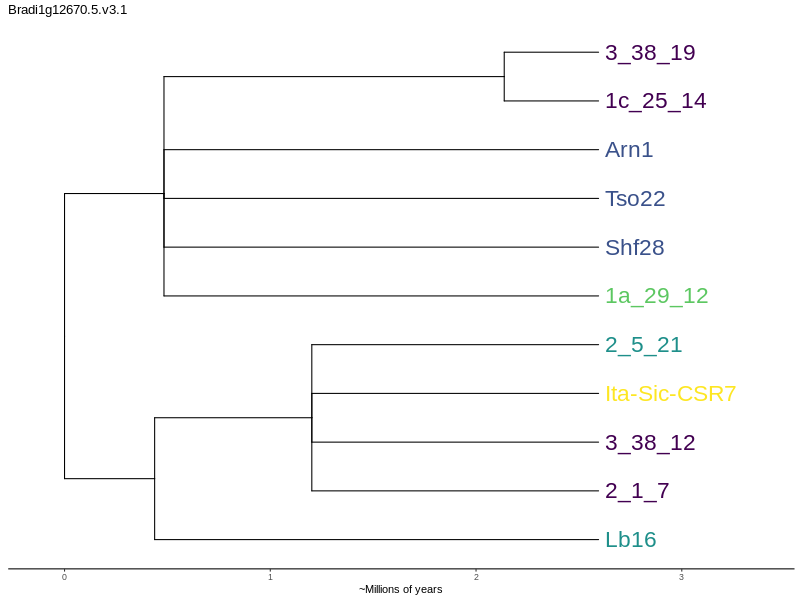 Bradi1g12670.5.v3.1
3_38_19
1c_25_14
Arn1
Tso22
Shf28
1a_29_12
2_5_21
Ita-Sic-CSR7
3_38_12
2_1_7
Lb16
0 1 2 3
~Millions of years